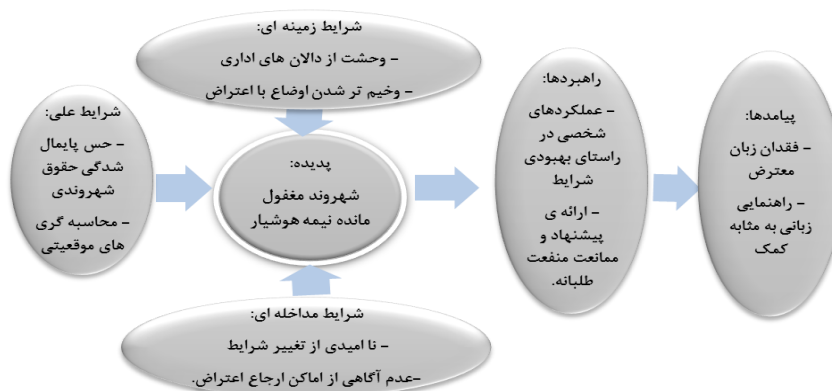 شرایط زمینه ای:
- وحشت از دالان های اداری
- وخیم تر شدن اوضاع با اعتراض
شرایط علی:
- حس پایمال
شدگی حقوق
شهروندی
- محاسبه گری
های موقعیتی
پدیده:
شهروند مغفول
مانده نیمه هوشیار
راهبردها:
- عملکردهای
شخصی در
راستای بهبودی
شرایط
- ارائه ی
پیشنهاد و
ممانعت منفعت
طلبانه.
پیامدها:
- فقدان زبان
معترض
- راهنمایی
زبانی به مثابه
کمک
شرایط مداخله ای:
- نا امیدی از تغییر شرایط
-عدم آگاهی از اماکن ارجاع اعتراض.